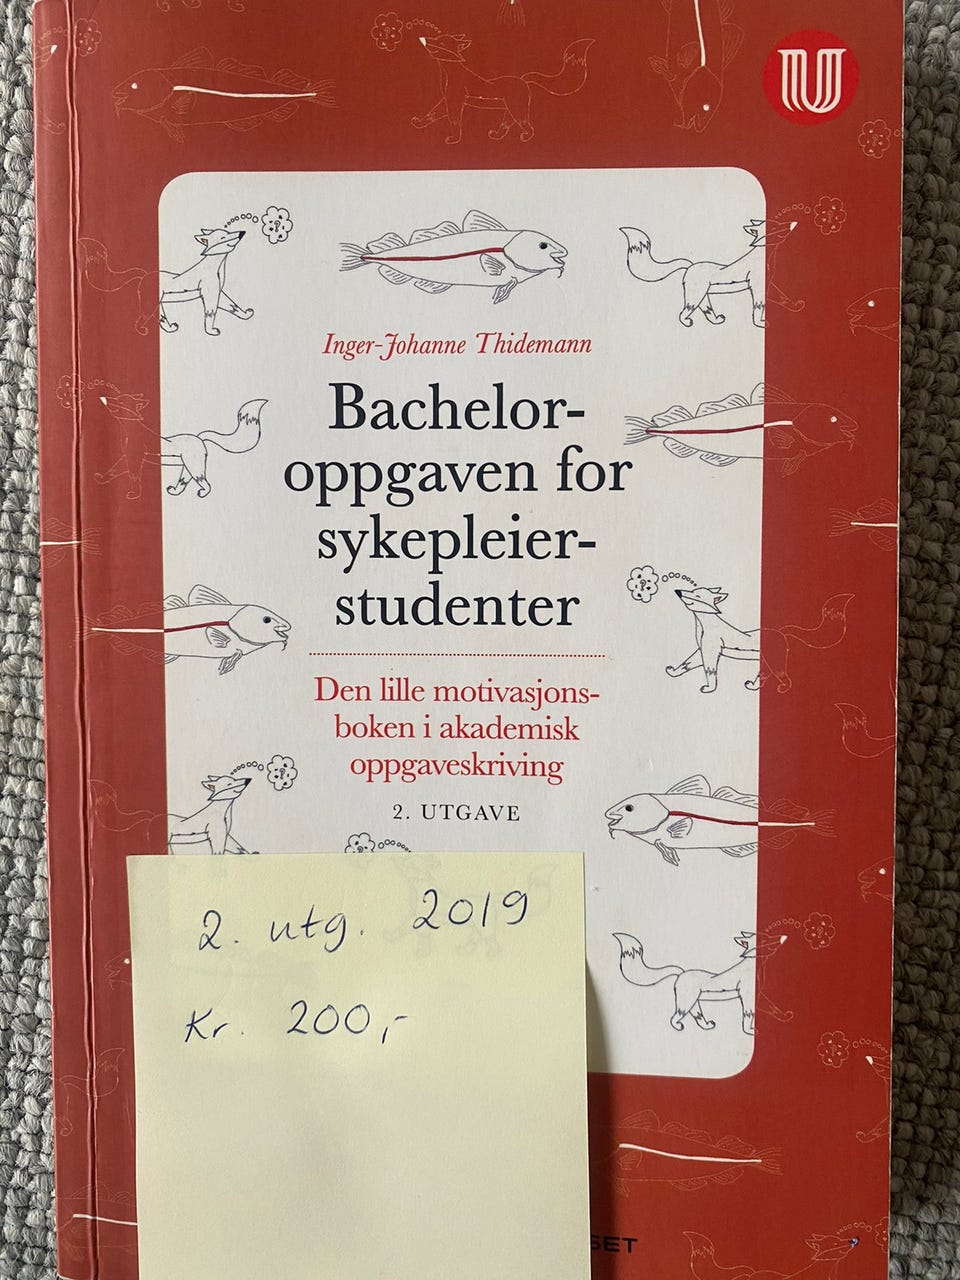 U
Inger-Johanne Thidemann
Bachelor-
oppgaven for
sykepleier-
studenter
Den lille motivasjons-
boken i akademisk
oppgaveskriving
2. UTGAVE
2. utg. 2019
Kr. 200,-